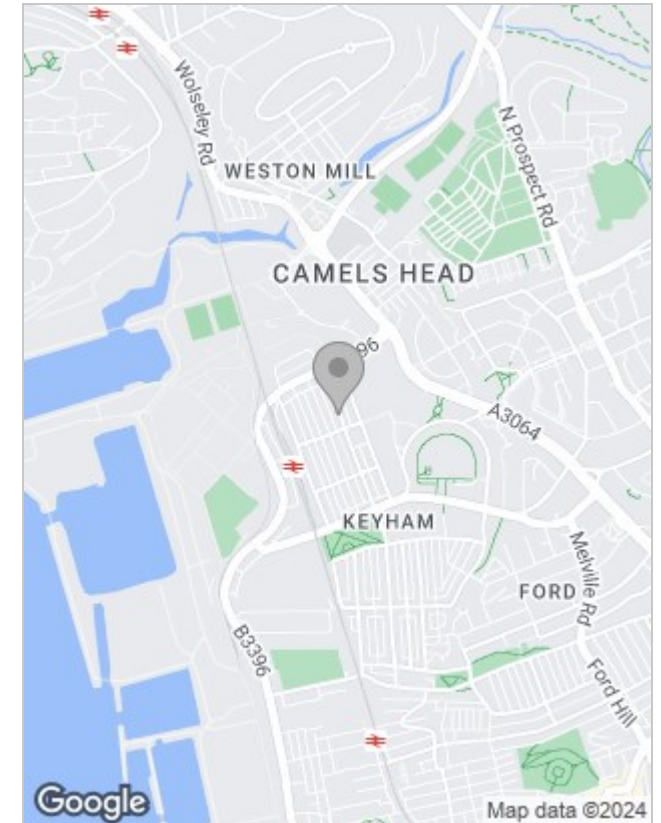 Wolseley Rd
WESTON MILL
N Prospect Rd
CAMELS HEAD
96
A3064
KEYHAM
Melville Rd
FORD
B3396
Ford Hill
Google
Map data ©2024